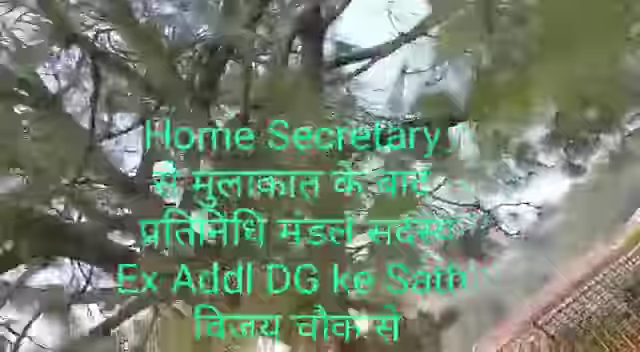 Home Secretary
से मुलाकात के बाद
प्रतिनिधि मंडल सदस्य
Ex Addl DG ke Sath
विजय चौक से